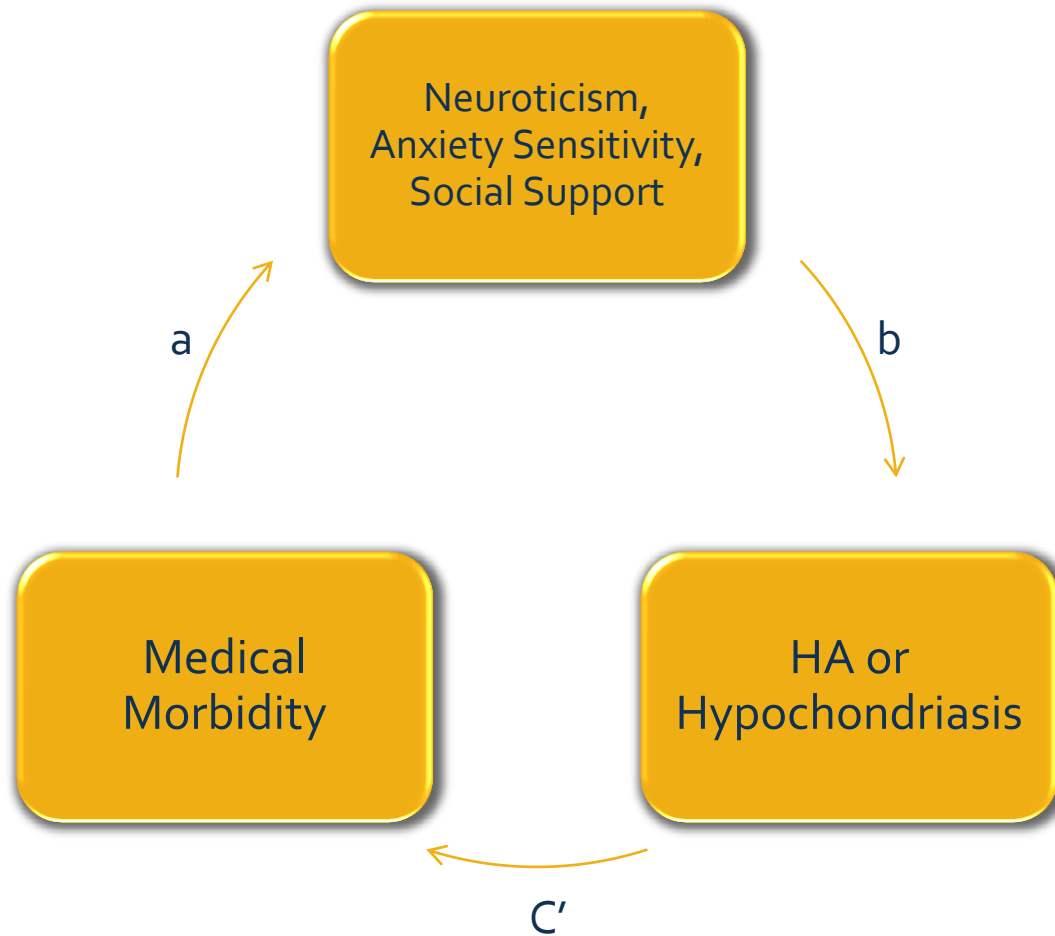 Neuroticism,
Anxiety Sensitivity,
Social Support
a
b
Medical
Morbidity
HA or
Hypochondriasis
C’